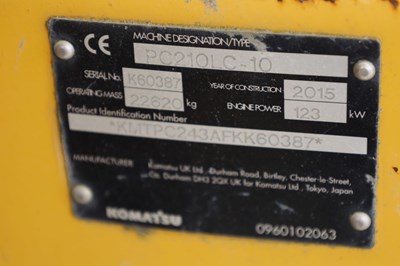 CE MACHINE DESIGNATION/TYPE
PC210LC-10
SERIAL No. K60387 YEAR OF CONSTRUCTION 2015
OPERATING MASS 22620 kg ENGINE POWER 123 kW
Product Identification Number
*KMTPC243AFKK60387*
MANUFACTURER Komatsu UK Ltd., Durham Road, Birtley, Chester-le-Street,
Durham DH3 2QX UK for Komatsu Ltd., Tokyo, Japan
KOMATSU 0960102063